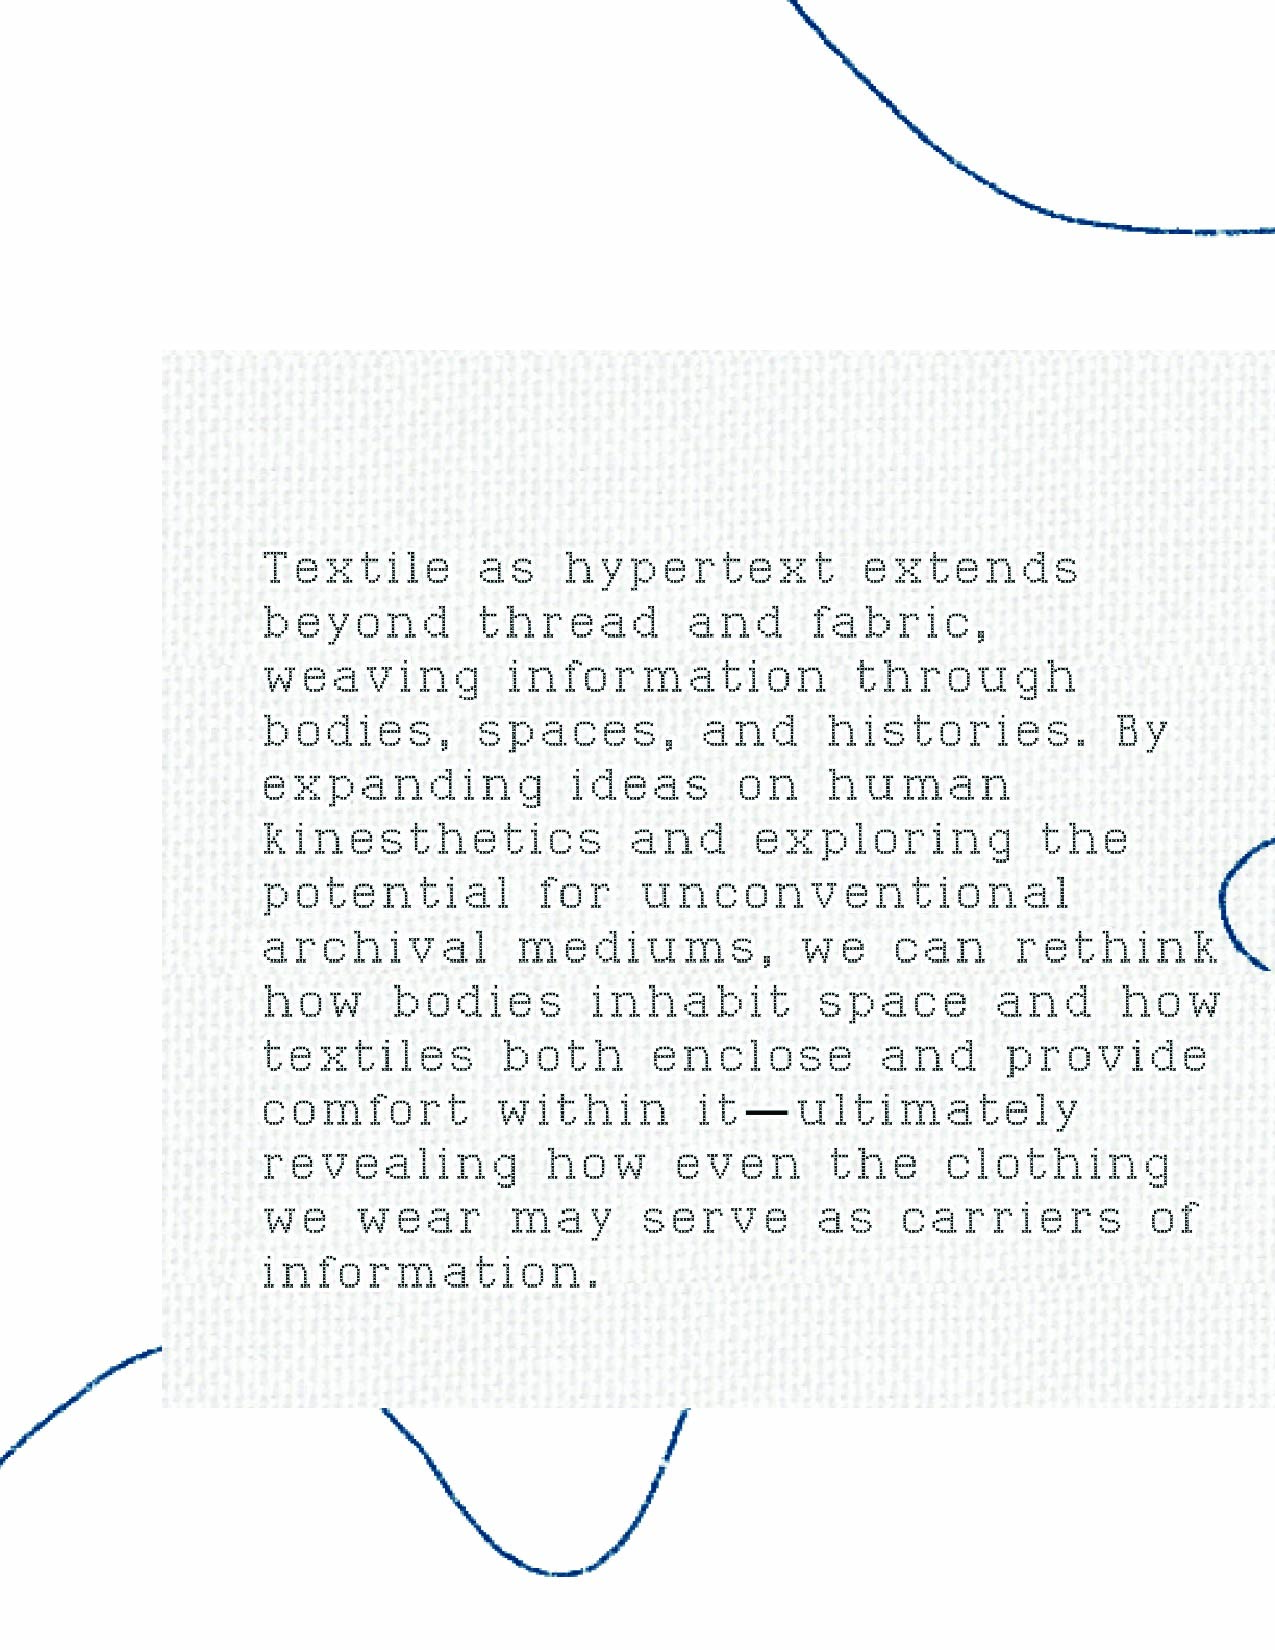 Textile as hypertext extends
beyond thread and fabric,
weaving information through
bodies, spaces, and histories. By
expanding ideas on human
kinesthetics and exploring the
potential for unconventional
archival mediums, we can rethink
how bodies inhabit space and how
textiles both enclose and provide
comfort within it—ultimately
revealing how even the clothing
we wear may serve as carriers of
information.